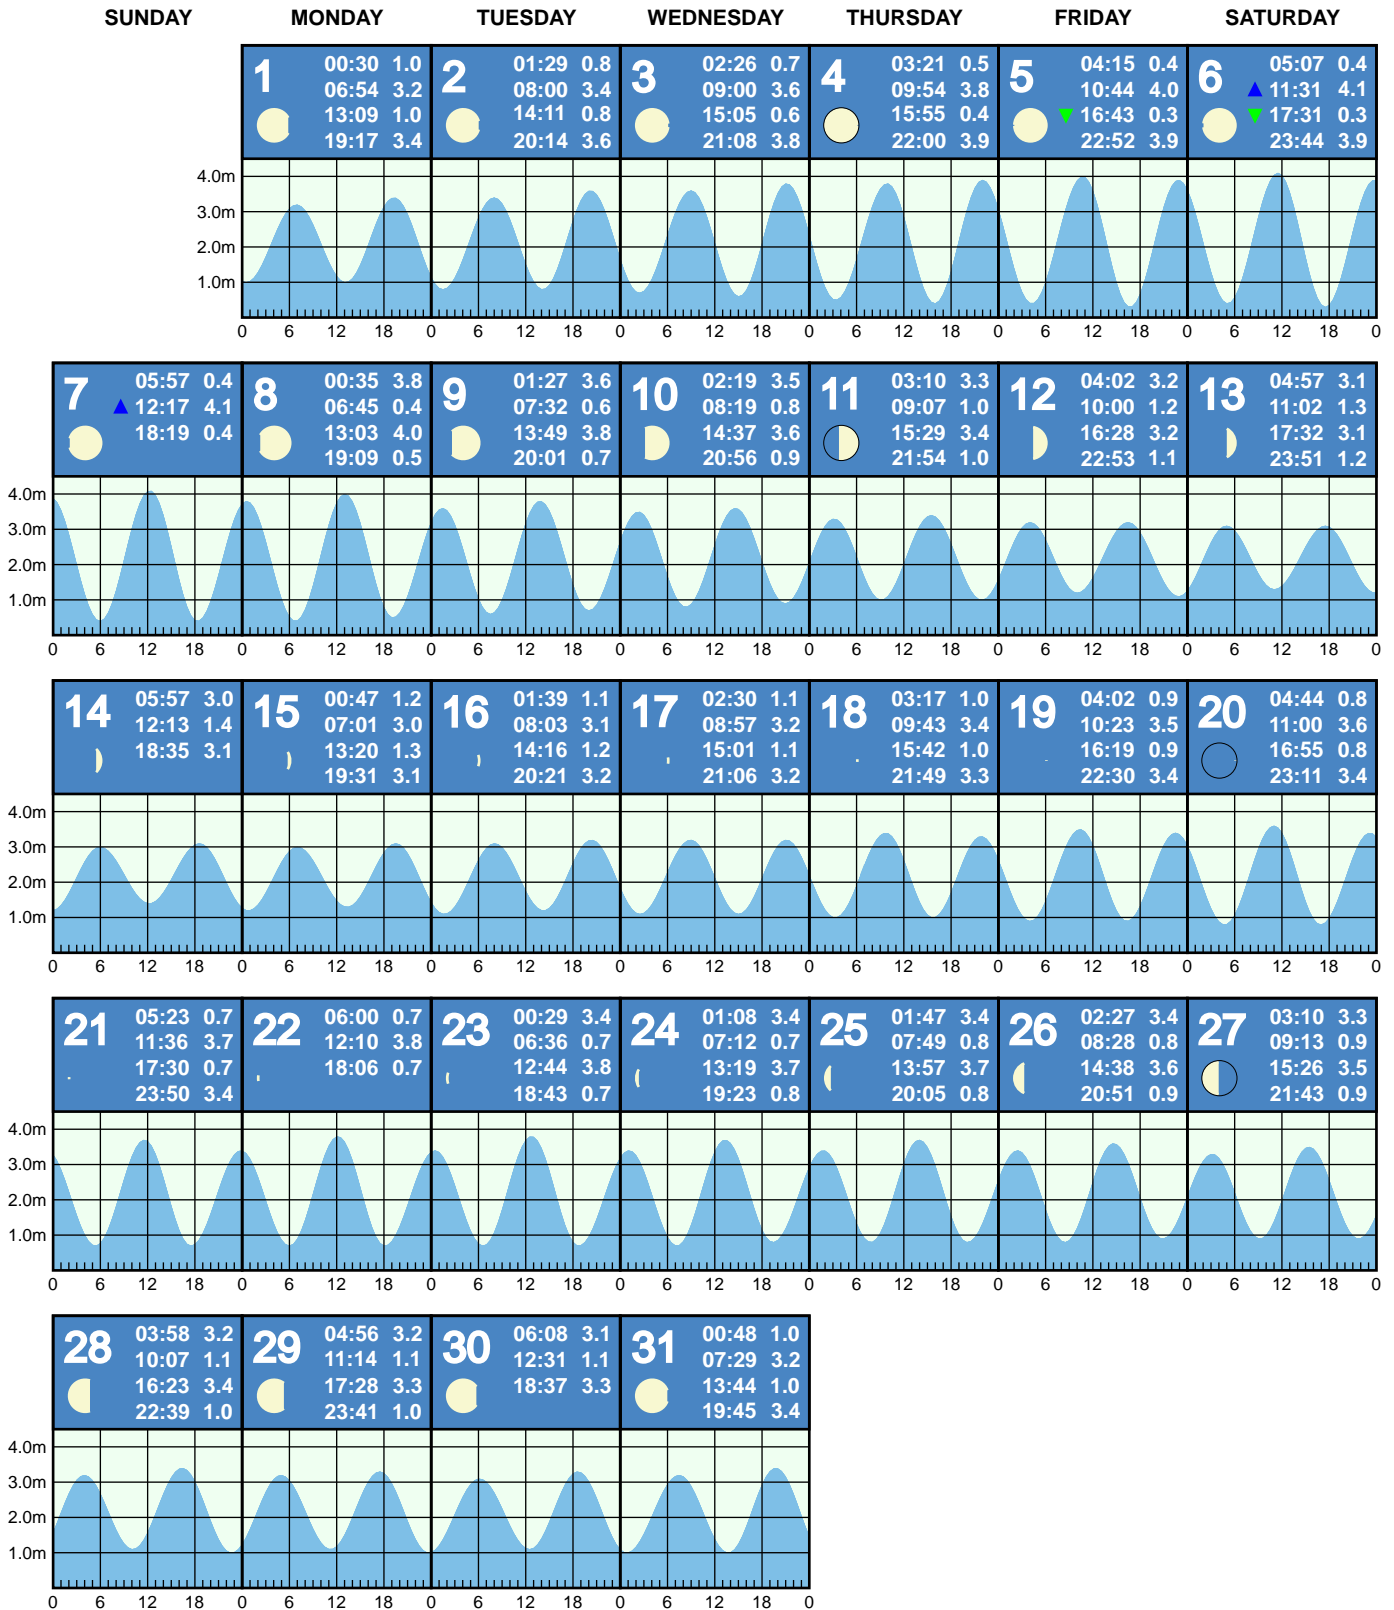 SUNDAY MONDAY TUESDAY WEDNESDAY THURSDAY FRIDAY SATURDAY
1 00:30 1.0 06:54 3.2 13:09 1.0 19:17 3.4
2 01:29 0.8 08:00 3.4 14:11 0.8 20:14 3.6
3 02:26 0.7 09:00 3.6 15:05 0.6 21:08 3.8
4 03:21 0.5 09:54 3.8 15:55 0.4 22:00 3.9
5 04:15 0.4 10:44 4.0 16:43 0.3 22:52 3.9
6 05:07 0.4 11:31 4.1 17:31 0.3 23:44 3.9
4.0m
3.0m
2.0m
1.0m
0 6 12 18 0 6 12 18 0 6 12 18 0 6 12 18 0 6 12 18 0 6 12 18 0
7 05:57 0.4 12:17 4.1 18:19 0.4
8 00:35 3.8 06:45 0.4 13:03 4.0 19:09 0.5
9 01:27 3.6 07:32 0.6 13:49 3.8 20:01 0.7
10 02:19 3.5 08:19 0.8 14:37 3.6 20:56 0.9
11 03:10 3.3 09:07 1.0 15:29 3.4 21:54 1.0
12 04:02 3.2 10:00 1.2 16:28 3.2 22:53 1.1
13 04:57 3.1 11:02 1.3 17:32 3.1 23:51 1.2
4.0m
3.0m
2.0m
1.0m
0 6 12 18 0 6 12 18 0 6 12 18 0 6 12 18 0 6 12 18 0 6 12 18 0 6 12 18 0
14 05:57 3.0 12:13 1.4 18:35 3.1
15 00:47 1.2 07:01 3.0 13:20 1.3 19:31 3.1
16 01:39 1.1 08:03 3.1 14:16 1.2 20:21 3.2
17 02:30 1.1 08:57 3.2 15:01 1.1 21:06 3.2
18 03:17 1.0 09:43 3.4 15:42 1.0 21:49 3.3
19 04:02 0.9 10:23 3.5 16:19 0.9 22:30 3.4
20 04:44 0.8 11:00 3.6 16:55 0.8 23:11 3.4
4.0m
3.0m
2.0m
1.0m
0 6 12 18 0 6 12 18 0 6 12 18 0 6 12 18 0 6 12 18 0 6 12 18 0 6 12 18 0
21 05:23 0.7 11:36 3.7 17:30 0.7 23:50 3.4
22 06:00 0.7 12:10 3.8 18:06 0.7
23 00:29 3.4 06:36 0.7 12:44 3.8 18:43 0.7
24 01:08 3.4 07:12 0.7 13:19 3.7 19:23 0.8
25 01:47 3.4 07:49 0.8 13:57 3.7 20:05 0.8
26 02:27 3.4 08:28 0.8 14:38 3.6 20:51 0.9
27 03:10 3.3 09:13 0.9 15:26 3.5 21:43 0.9
4.0m
3.0m
2.0m
1.0m
0 6 12 18 0 6 12 18 0 6 12 18 0 6 12 18 0 6 12 18 0 6 12 18 0 6 12 18 0
28 03:58 3.2 10:07 1.1 16:23 3.4 22:39 1.0
29 04:56 3.2 11:14 1.1 17:28 3.3 23:41 1.0
30 06:08 3.1 12:31 1.1 18:37 3.3
31 00:48 1.0 07:29 3.2 13:44 1.0 19:45 3.4
4.0m
3.0m
2.0m
1.0m
0 6 12 18 0 6 12 18 0 6 12 18 0 6 12 18 0